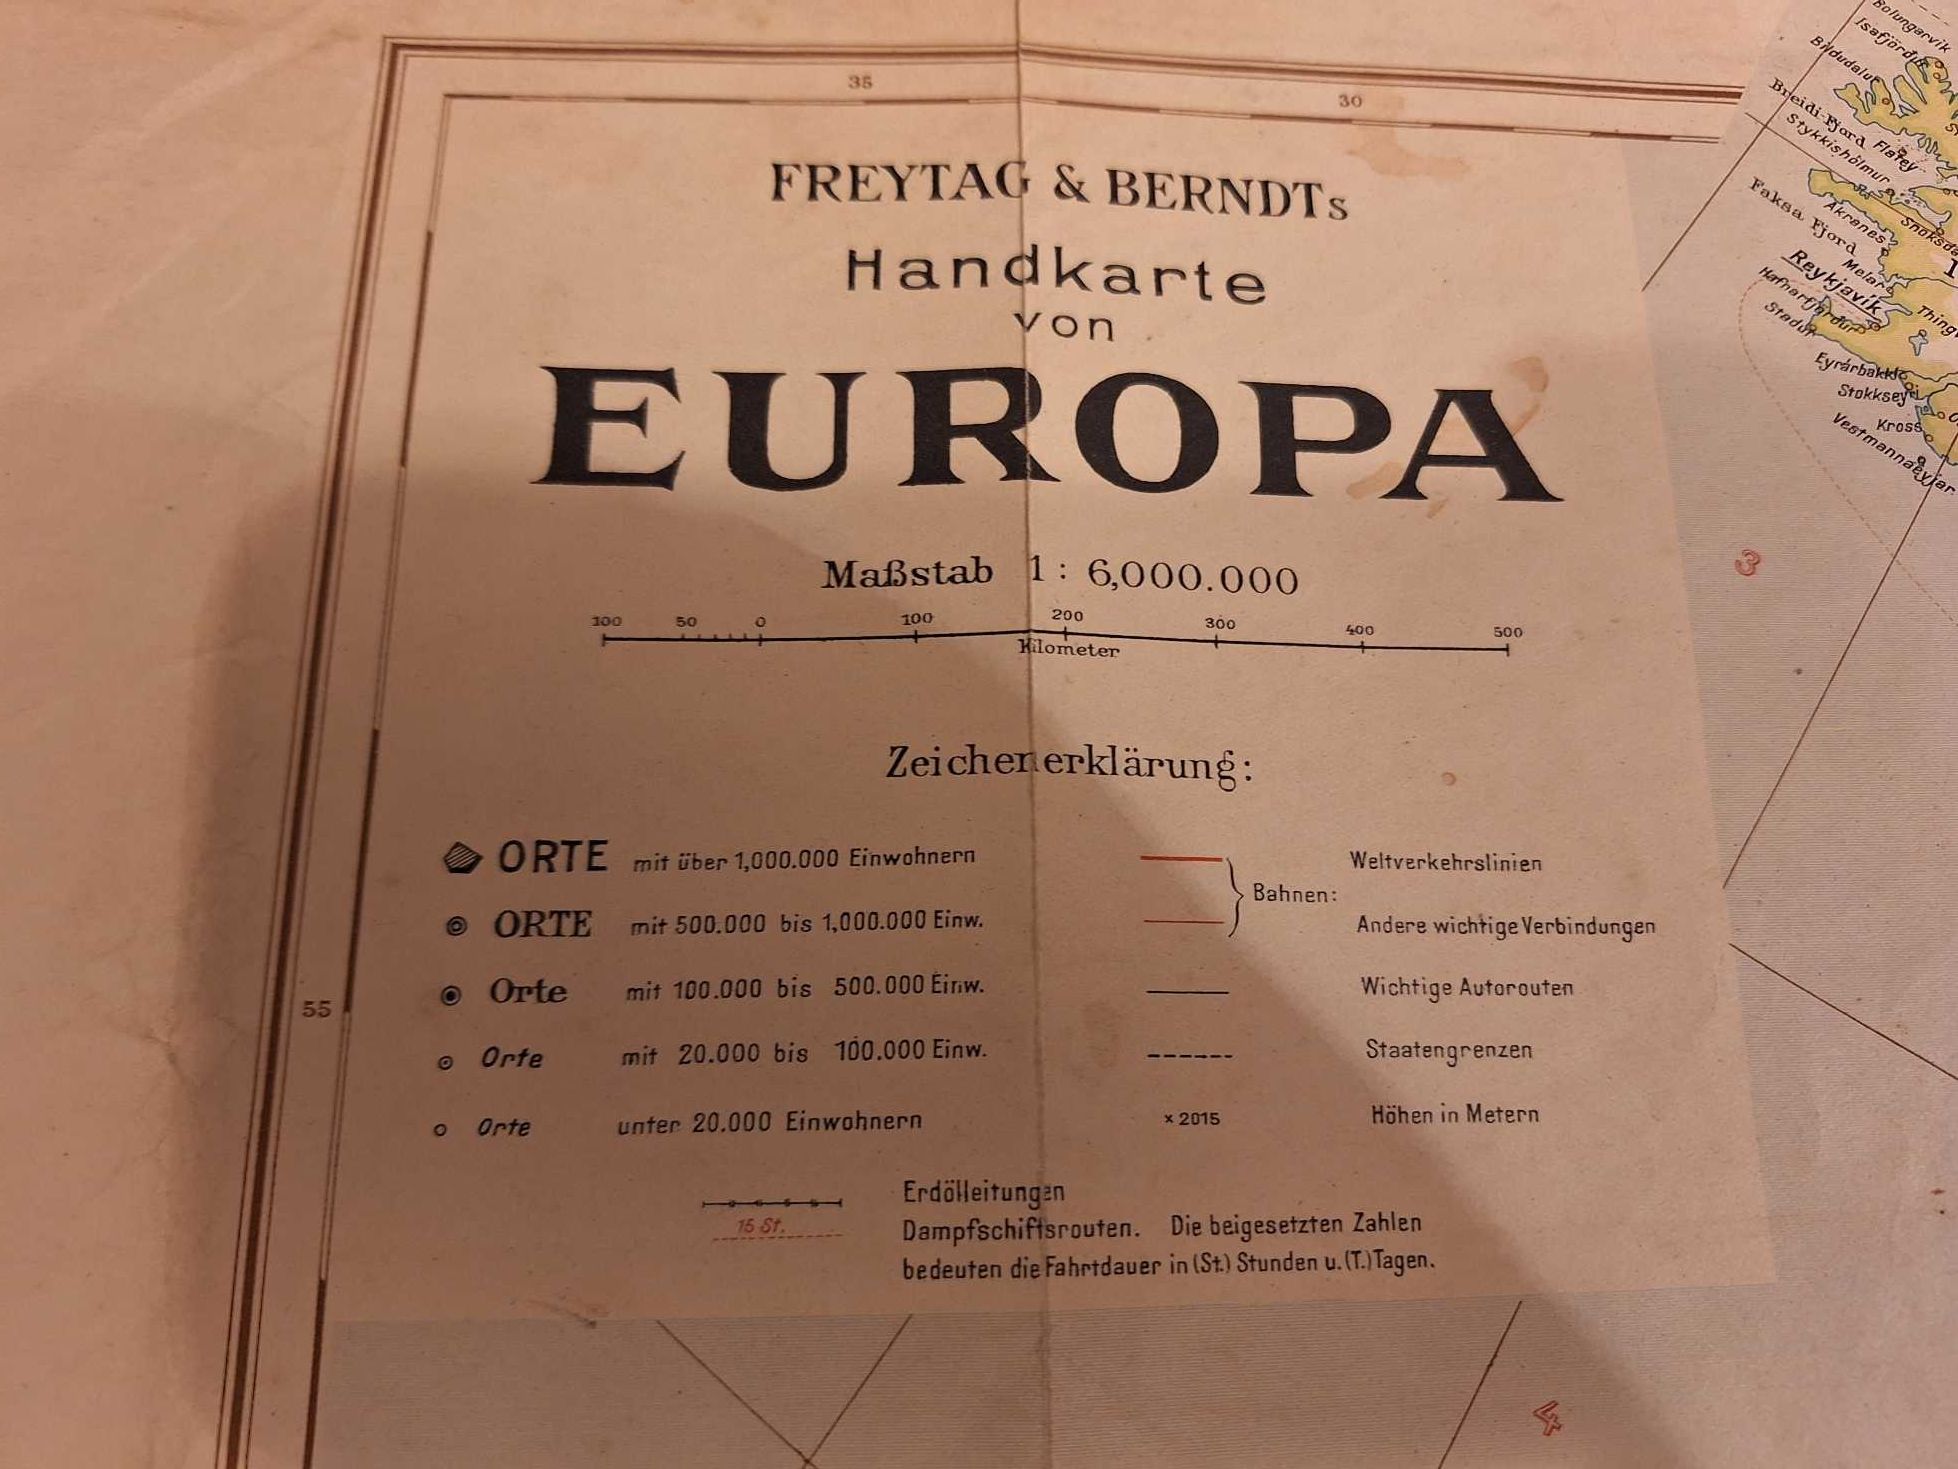 35
30
FREYTAG & BERNDTs
Handkarte
von
EUROPA
Maßstab 1: 6,000.000
100 50 0 100 200 300 400 500
Kilometer
Zeichenerklärung:
ORTE mit über 1,000.000 Einwohnern
ORTE mit 500.000 bis 1,000.000 Einw.
Orte mit 100.000 bis 500.000 Einw.
Orte mit 20.000 bis 100.000 Einw.
Orte unter 20.000 Einwohnern
Bahnen:
Weltverkehrslinien
Andere wichtige Verbindungen
Wichtige Autorouten
Staatengrenzen
x 2015 Höhen in Metern
Erdölleitungen
15 St. Dampfschiffsrouten. Die beigesetzten Zahlen
bedeuten die Fahrtdauer in (St.) Stunden u. (T.) Tagen.
55
Bolungarvik
Isafjördur
Bildudalur
Breidi-Fjord
Flatey
Stykkishólmur
Faksa Fjord
Akranes
Melar
Reykjavik
Hafnarfjördur
Stadur
Eyrarbakki
Stokksey
Kross
Vestmannaeyjar
3
4